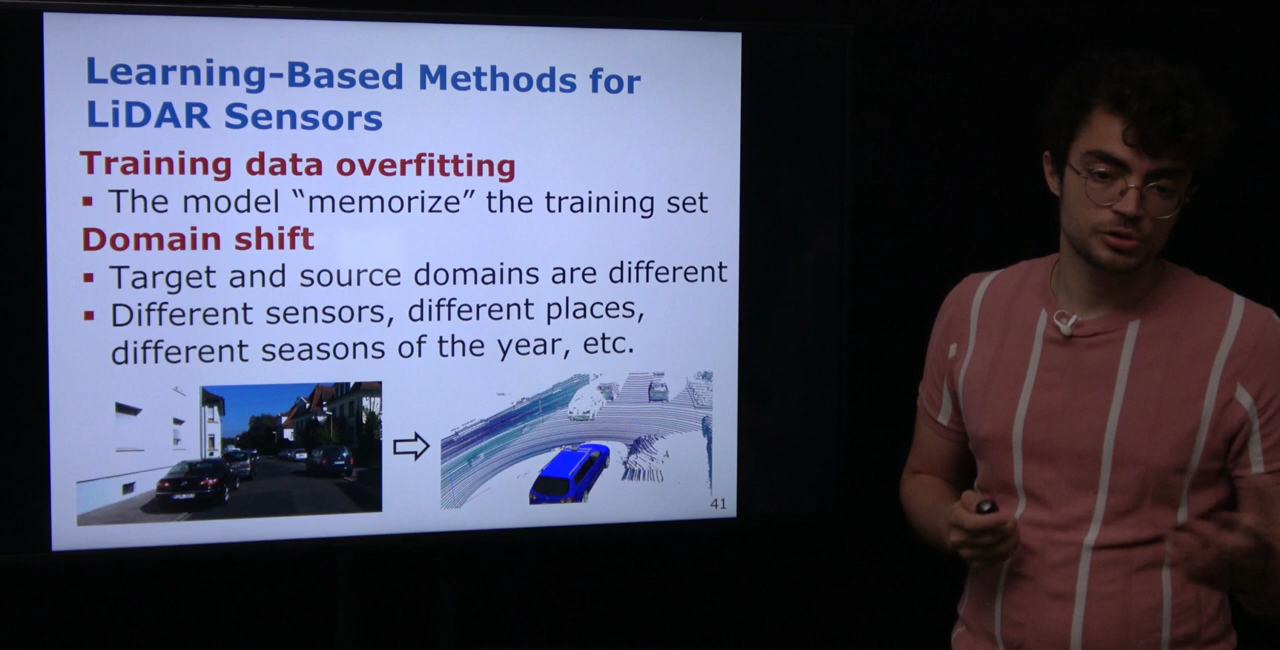 Learning-Based Methods for
LiDAR Sensors
Training data overfitting
▪ The model “memorize” the training set
Domain shift
▪ Target and source domains are different
▪ Different sensors, different places,
different seasons of the year, etc.
41